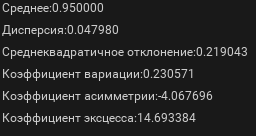 Среднее:0.950000
Дисперсия:0.047980
Среднеквадратичное отклонение:0.219043
Коэффициент вариации:0.230571
Коэффициент асимметрии:-4.067696
Коэффициент эксцесса:14.693384